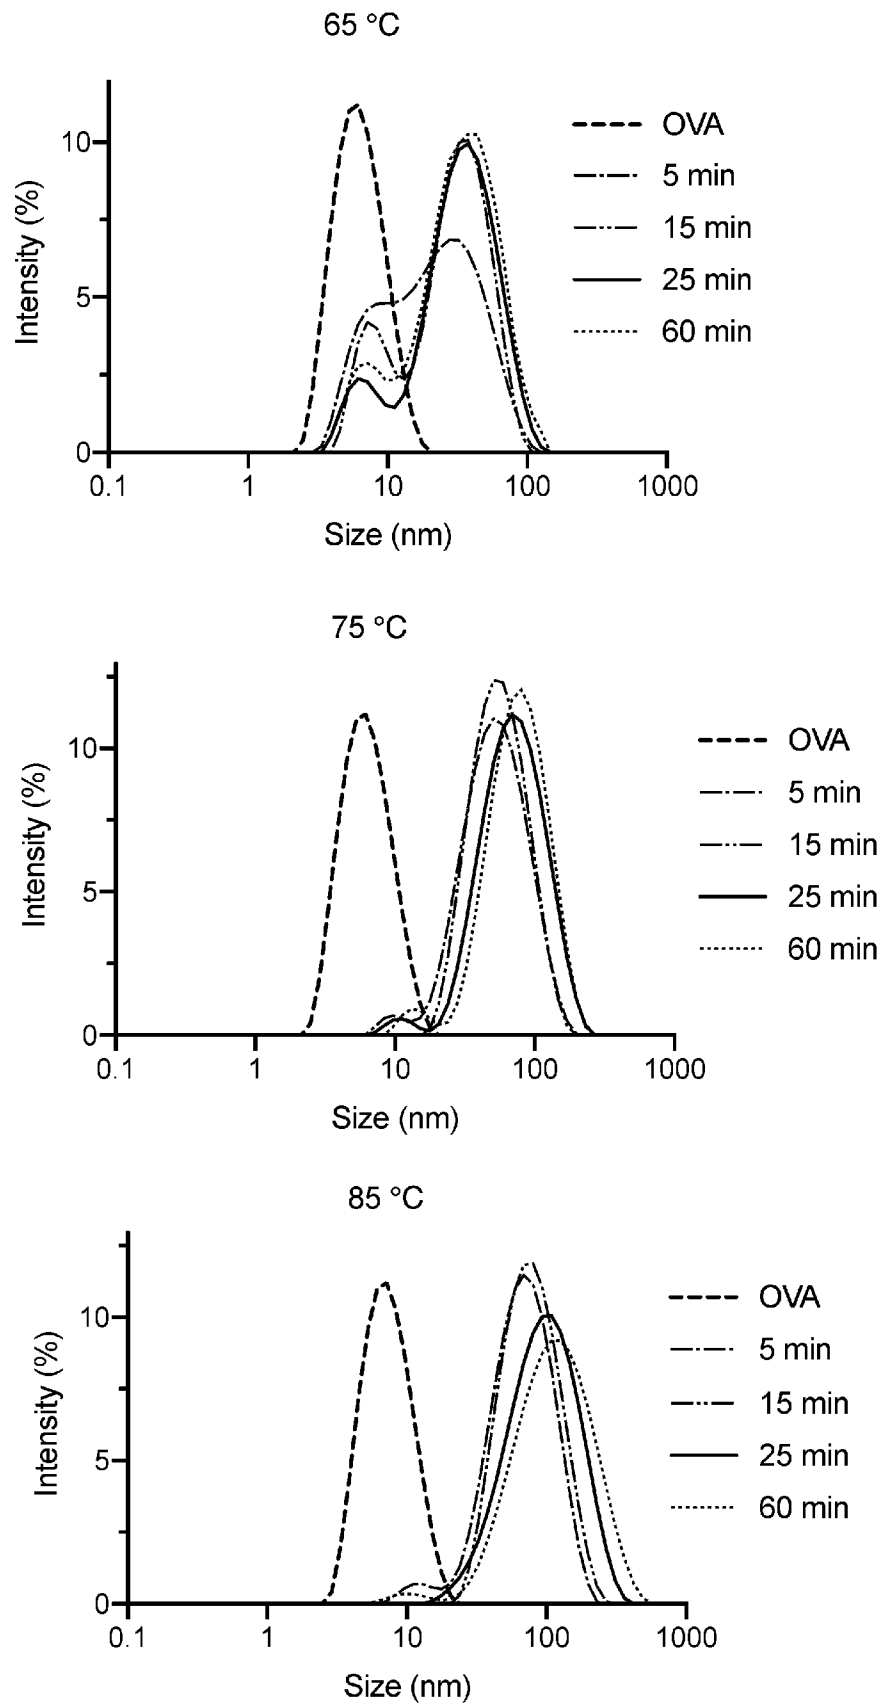 65 °C
Intensity (%)
10
5
0
0.1 1 10 100 1000
Size (nm)
OVA
5 min
15 min
25 min
60 min
75 °C
Intensity (%)
10
5
0
0.1 1 10 100 1000
Size (nm)
OVA
5 min
15 min
25 min
60 min
85 °C
Intensity (%)
10
5
0
0.1 1 10 100 1000
Size (nm)
OVA
5 min
15 min
25 min
60 min